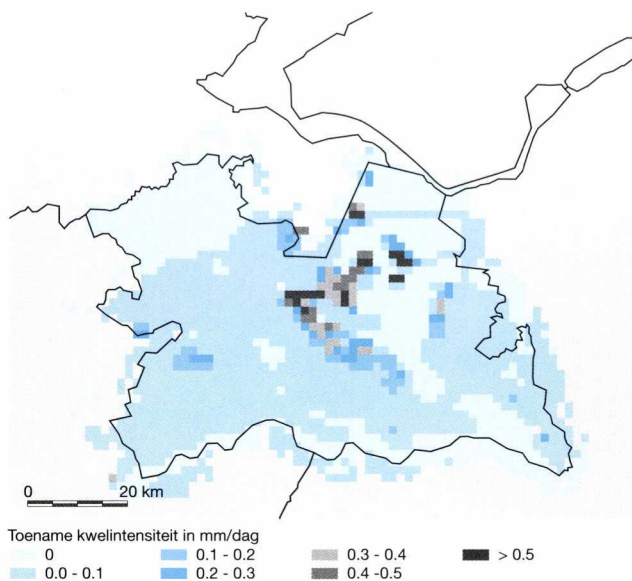 0 20 km
Toename kwelintensiteit in mm/dag
0 0.1 - 0.2 0.3 - 0.4 > 0.5
0.0 - 0.1 0.2 - 0.3 0.4 -0.5